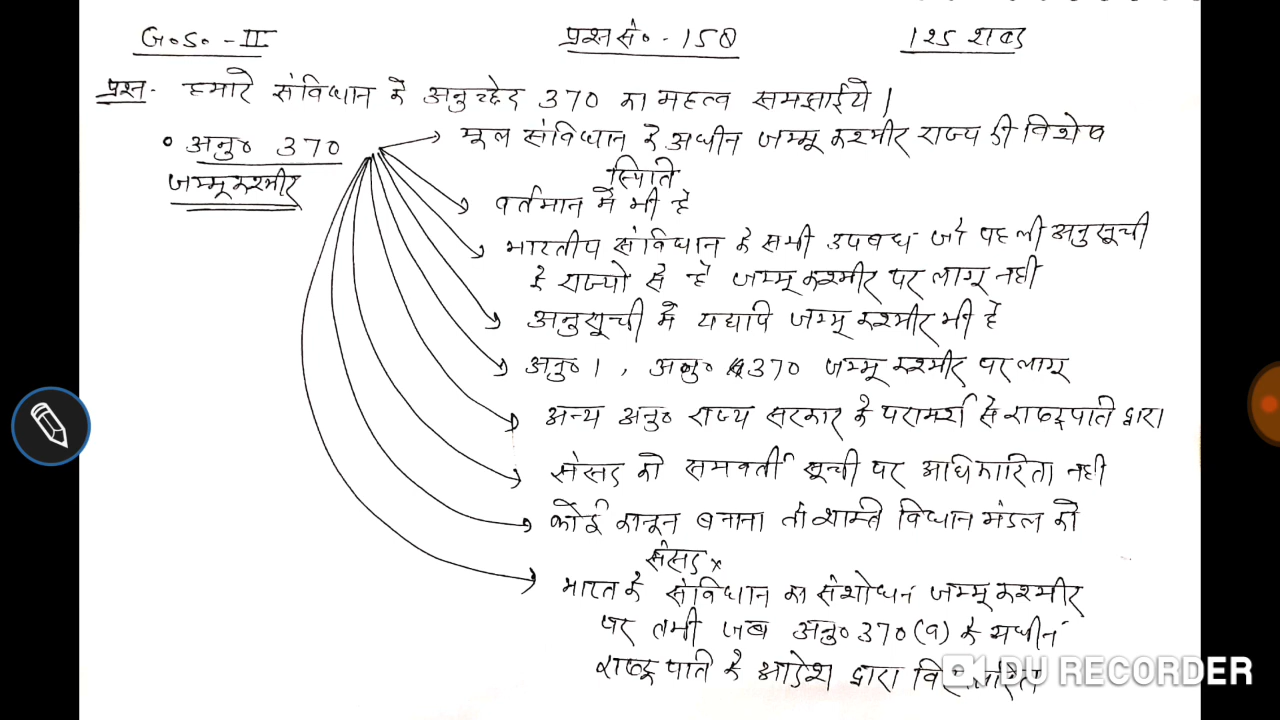 G.S. - II प्रश्न सं० - 150 125 शब्द
प्रश्न - हमारे संविधान के अनुच्छेद 370 का महत्व समझाईये।
• अनु० 370 मूल संविधान के अधीन जम्मू कश्मीर राज्य की विशेष
स्थिति
जम्मू कश्मीर
वर्तमान में भी है
भारतीय संविधान के सभी उपबंध जो पहली अनुसूची
के राज्यो से है जम्मू कश्मीर पर लागू नही
अनुसूची में यद्यपि जम्मू कश्मीर भी है
अनु० 1, अनु० 370 जम्मू कश्मीर पर लागू
अन्य अनु० राज्य सरकार के परामर्श से राष्ट्रपति द्वारा
संसद को समवर्ती सूची पर अधिकारिता नही
कोई कानून बनाना तो शाक्ति विधान मंडल को
संसद x
भारत के संविधान का संशोधन जम्मू कश्मीर
पर तभी जब अनु० 370 (1) के अधीन
राष्ट्रपति के आदेश द्वारा
DU RECORDER